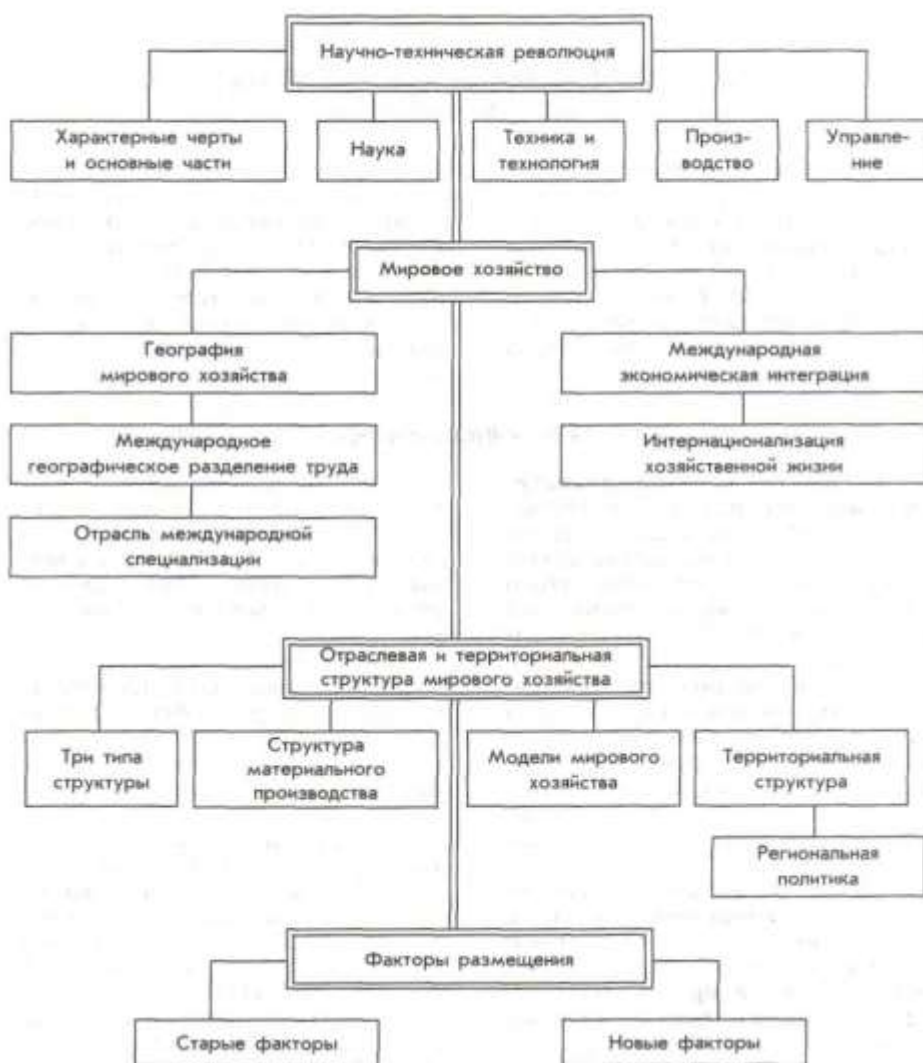 Научно-техническая революция
Характерные черты
и основные части
Наука
Техника и
технология
Произ-
водство
Управле-
ние
Мировое хозяйство
География
мирового хозяйства
Международная
экономическая интеграция
Международное
географическое разделение труда
Интернационализация
хозяйственной жизни
Отрасль международной
специализации
Отраслевая и территориальная
структура мирового хозяйства
Три типа
структуры
Структура
материального
производства
Модели мирового
хозяйства
Территориальная
структура
Региональная
политика
Факторы размещения
Старые факторы
Новые факторы